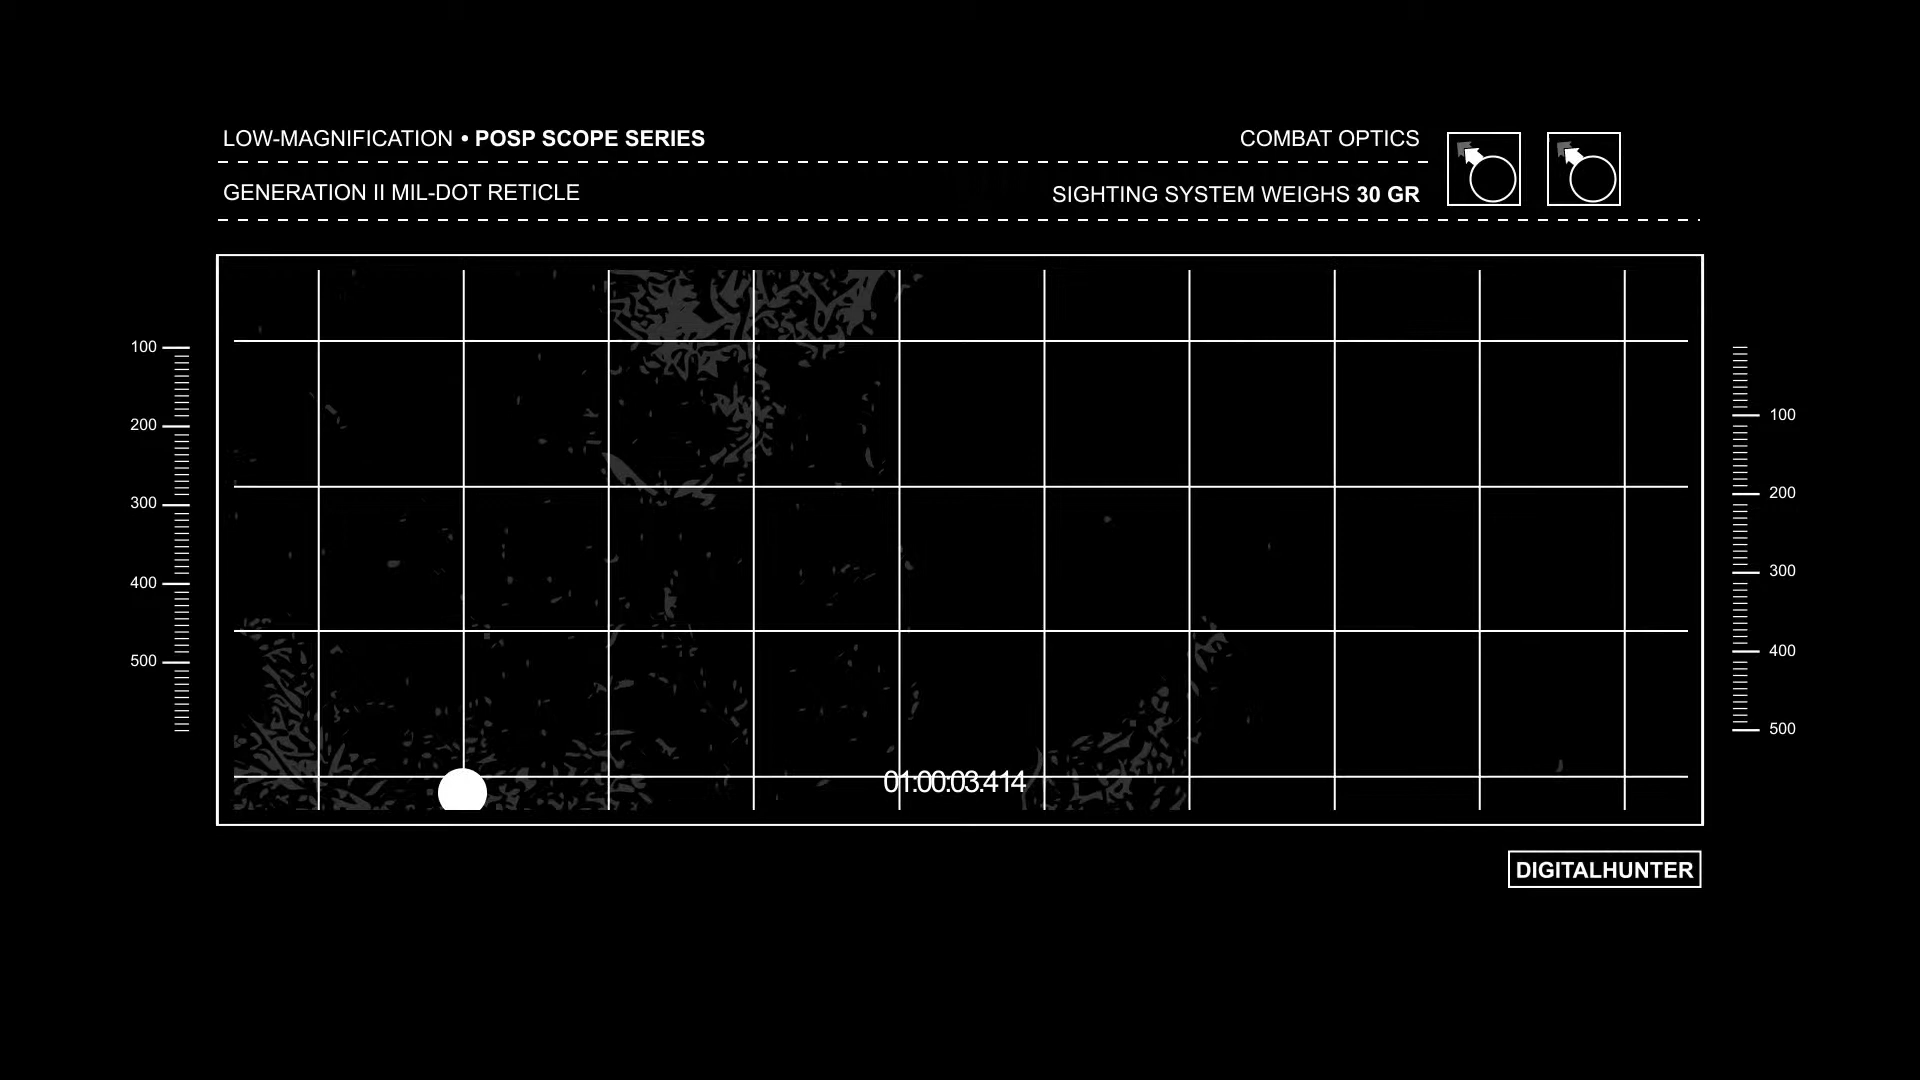 LOW-MAGNIFICATION • POSP SCOPE SERIES
COMBAT OPTICS
GENERATION II MIL-DOT RETICLE
SIGHTING SYSTEM WEIGHS 30 GR
100
200
300
400
500
100
200
300
400
500
01:00:03.414
DIGITALHUNTER